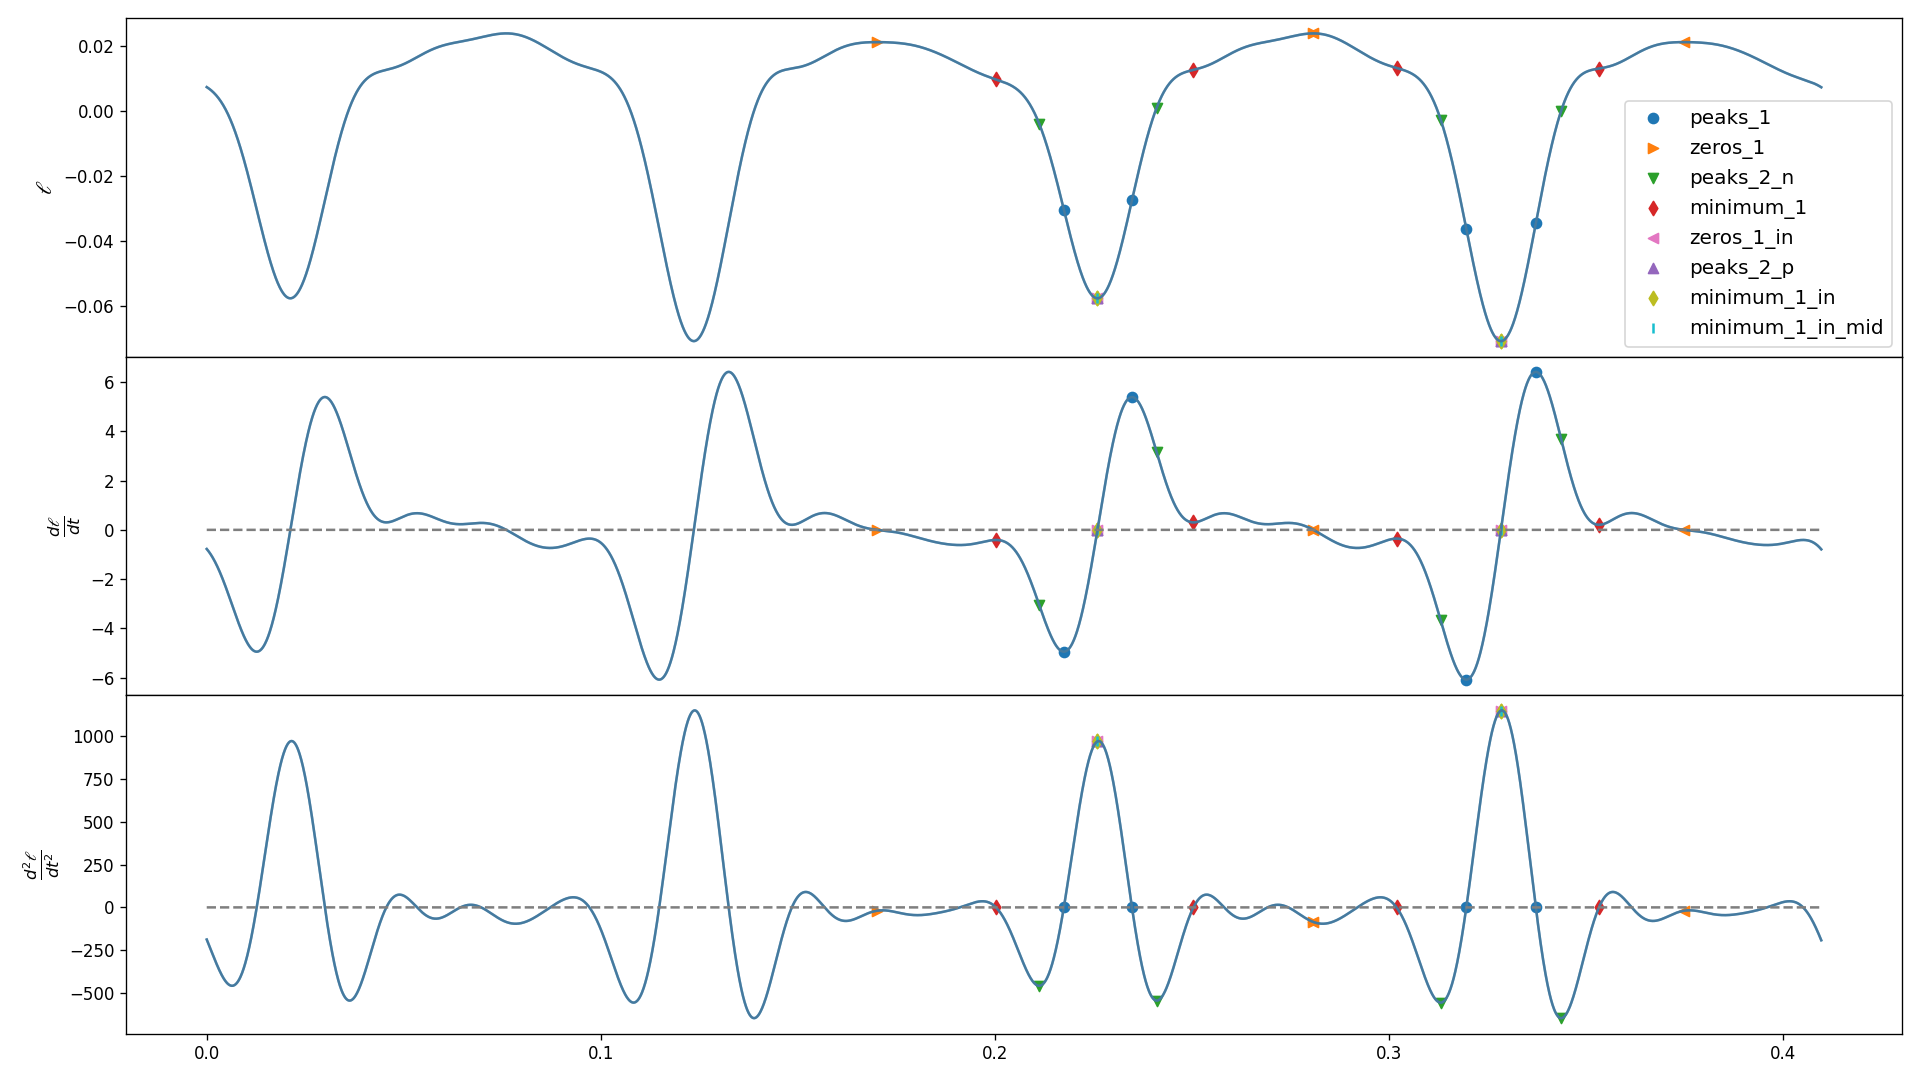 0.02
0.00
−0.02
−0.04
−0.06
ℓ
peaks_1
zeros_1
peaks_2_n
minimum_1
zeros_1_in
peaks_2_p
minimum_1_in
minimum_1_in_mid
6
4
2
0
−2
−4
−6
dℓ
dt
1000
750
500
250
0
−250
−500
d²ℓ
dt²
0.0 0.1 0.2 0.3 0.4